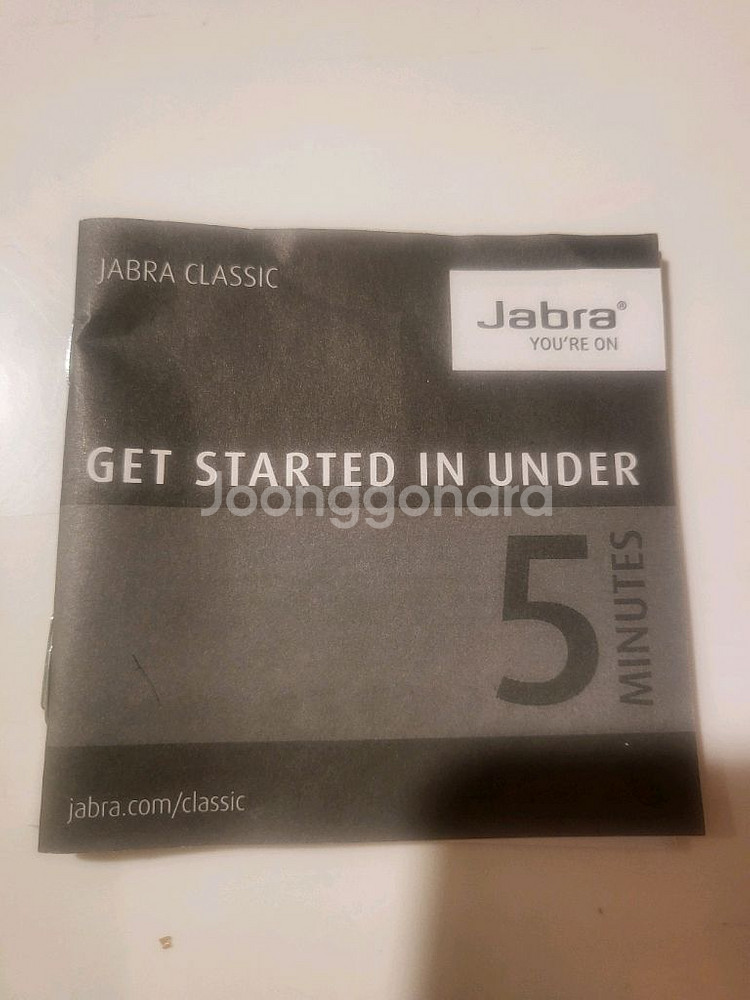 JABRA CLASSIC
Jabra®
YOU'RE ON
GET STARTED IN UNDER
Joonggonara
5
MINUTES
jabra.com/classic